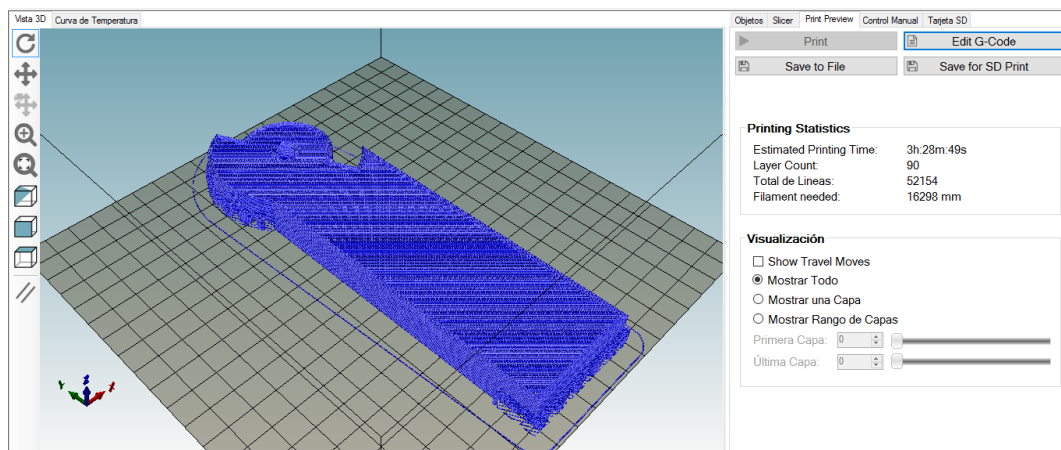 Vista 3D Curva de Temperatura
Objetos Slicer Print Preview Control Manual Tarjeta SD
Print Edit G-Code
Save to File Save for SD Print
Printing Statistics
Estimated Printing Time: 3h:28m:49s
Layer Count: 90
Total de Lineas: 52154
Filament needed: 16298 mm
Visualización
Show Travel Moves
Mostrar Todo
Mostrar una Capa
Mostrar Rango de Capas
Primera Capa: 0
Última Capa: 0